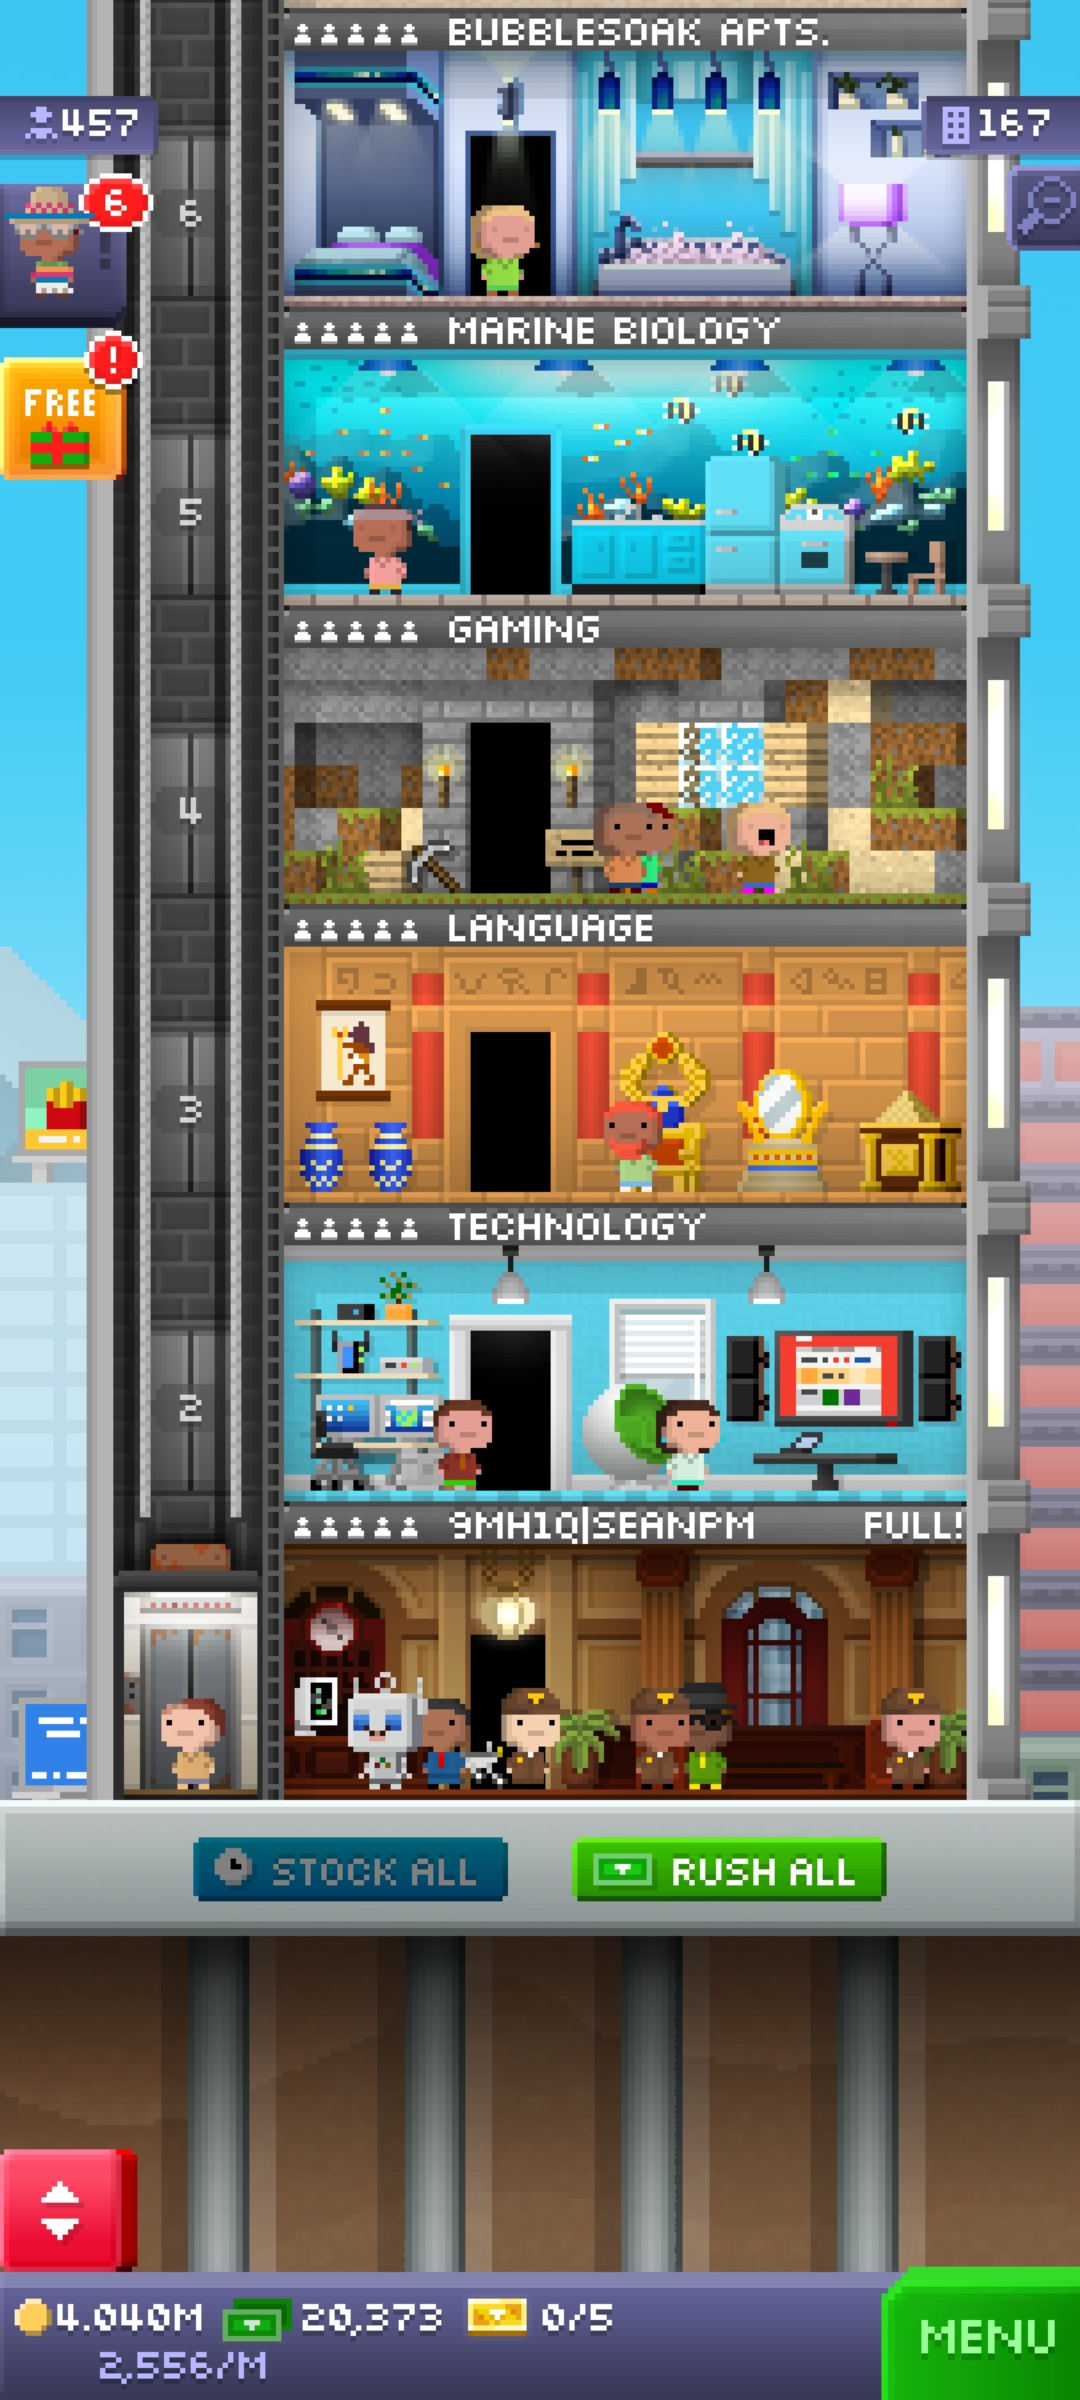 BUBBLESOAK APTS.
457
167
6
6
MARINE BIOLOGY
!
FREE
5
GAMING
4
LANGUAGE
3
TECHNOLOGY
2
9MH1Q|SEANPM FULL!
STOCK ALL
RUSH ALL
4.040M 20,373 0/5
2,556/M
MENU